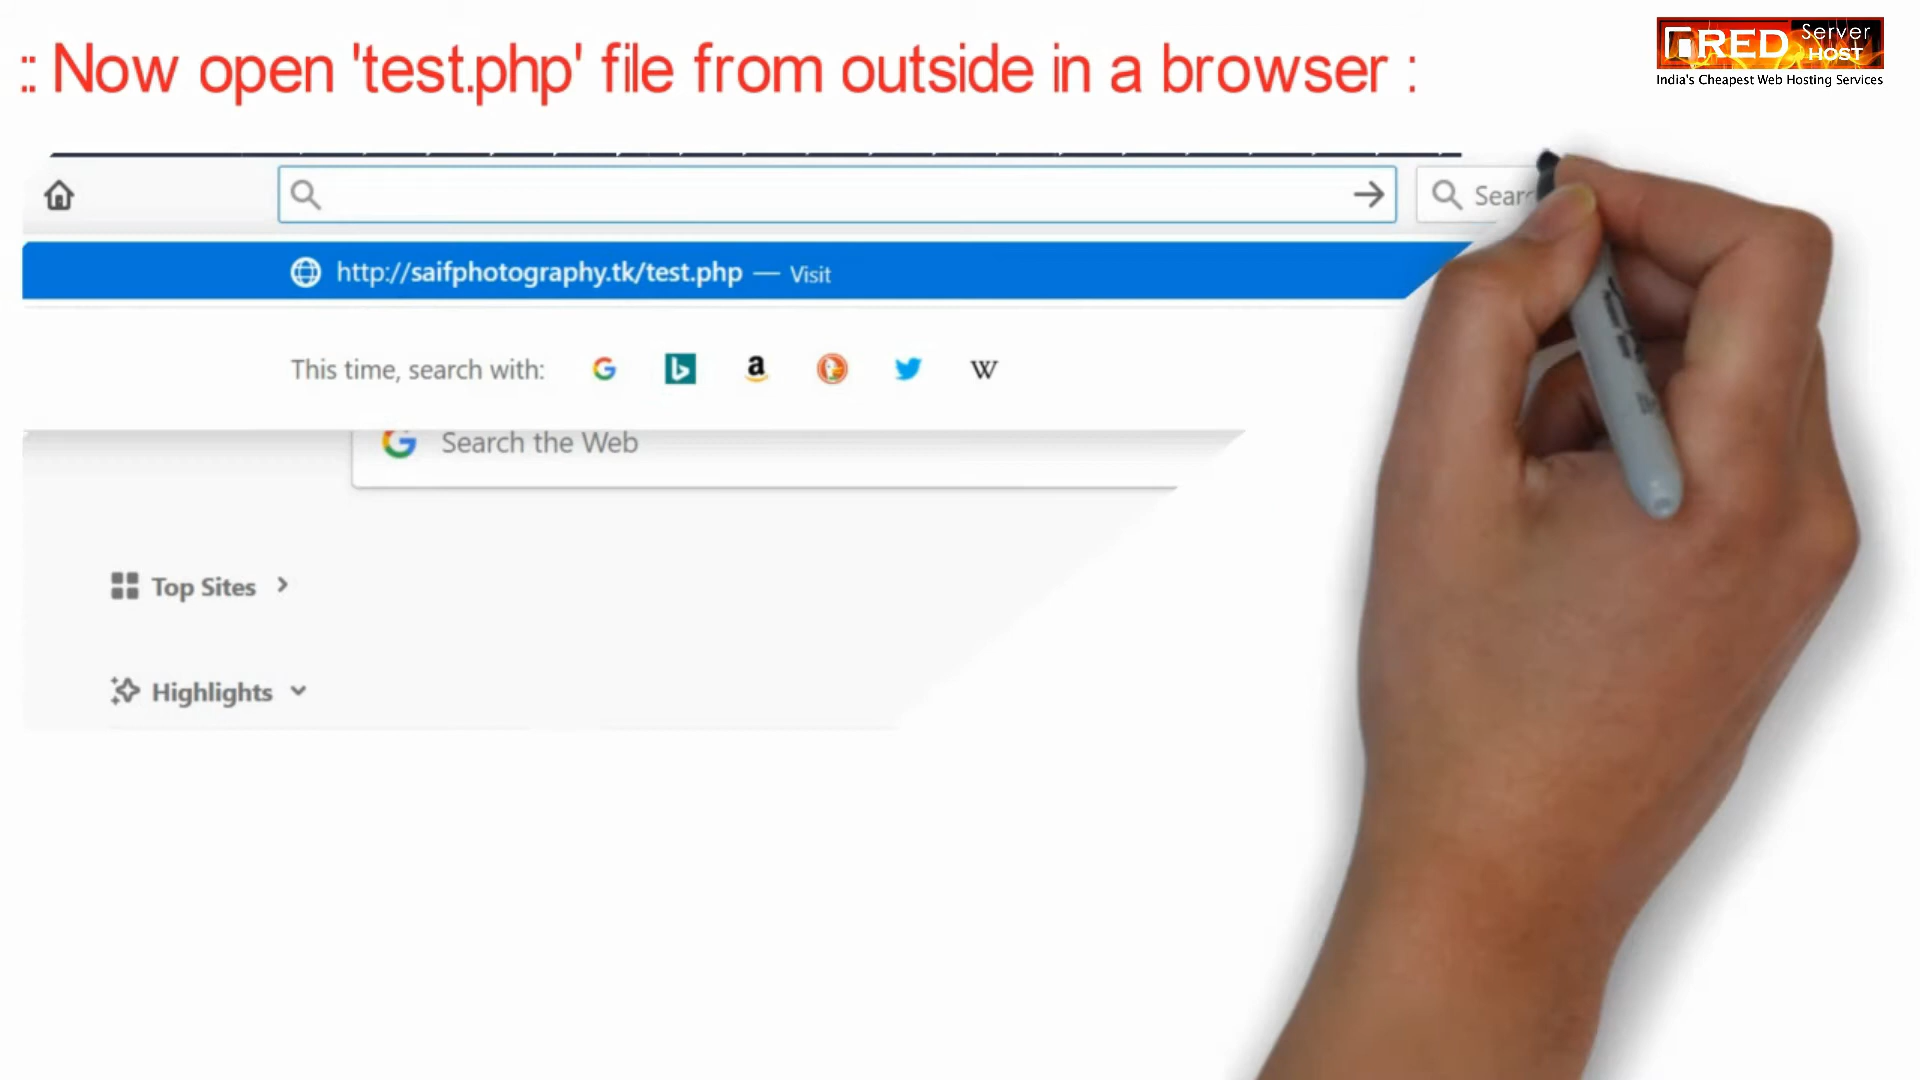 :: Now open 'test.php' file from outside in a browser :
RED Server HOST
India's Cheapest Web Hosting Services
Sear
http://saifphotography.tk/test.php — Visit
This time, search with:
Search the Web
Top Sites
Highlights